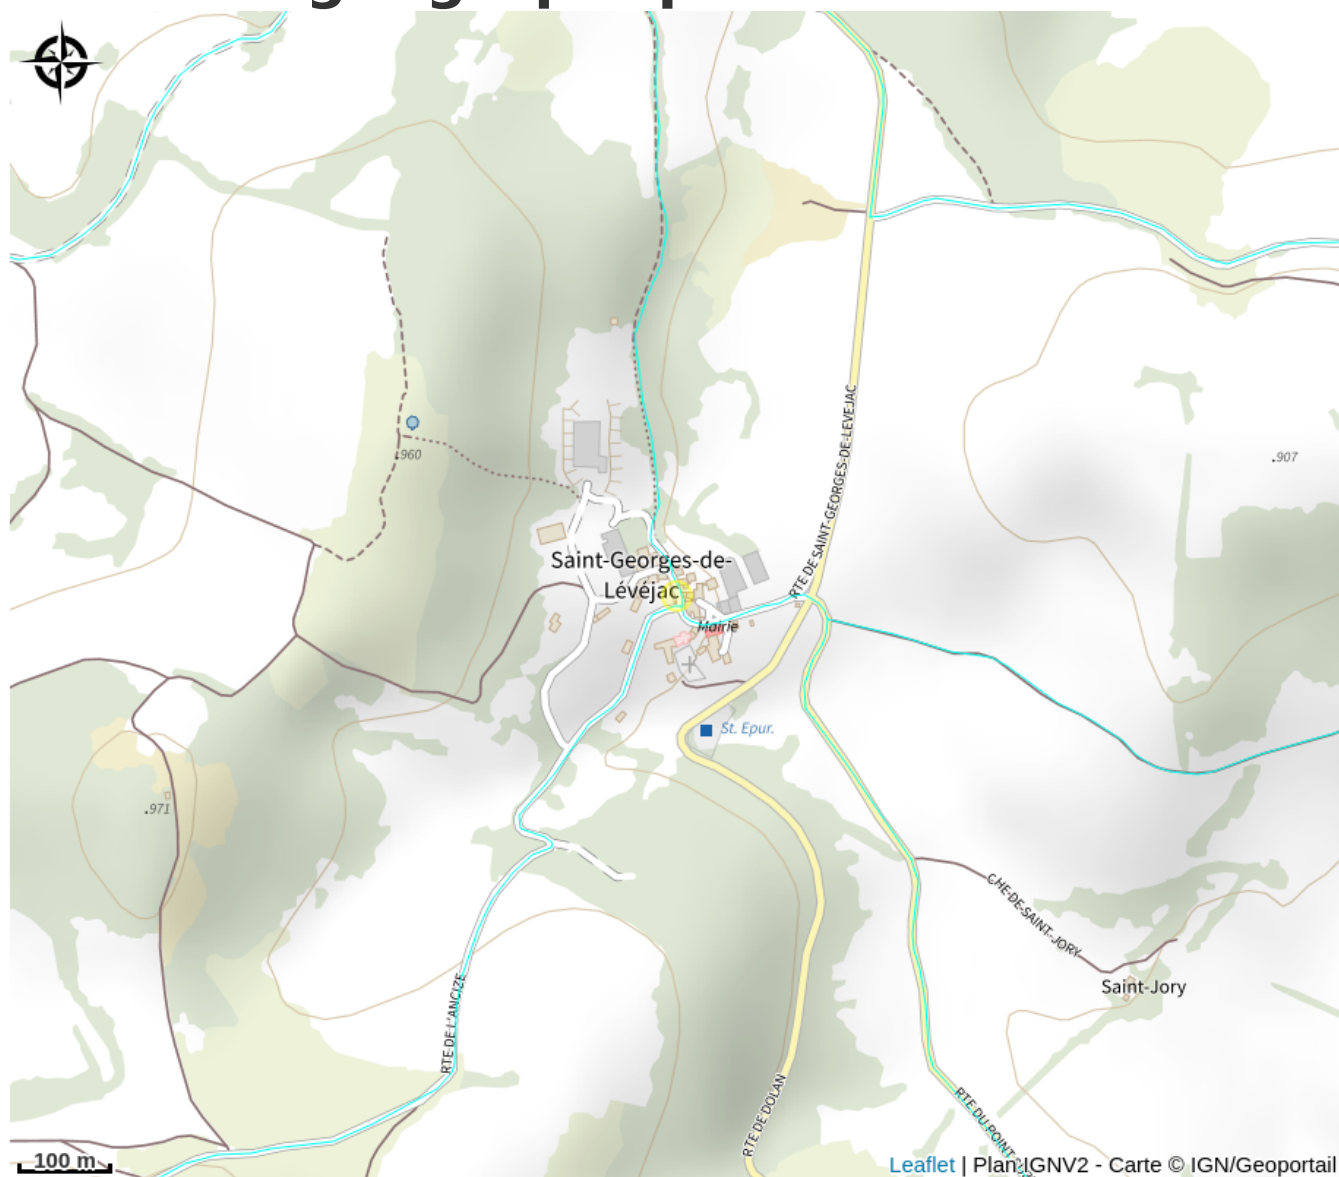 .960
.907
RTE DE SAINT-GEORGES-DE-LEVEJAC
Saint-Georges-de-
Lévéjac
Mairie
St. Epur.
.971
CHE-DE-SAINT-JORY
Saint-Jory
RTE DE L'ANCIZE
RTE DE DOLAN
RTE DU POINT
100 m
Leaflet | Plan IGNV2 - Carte © IGN/Geoportail